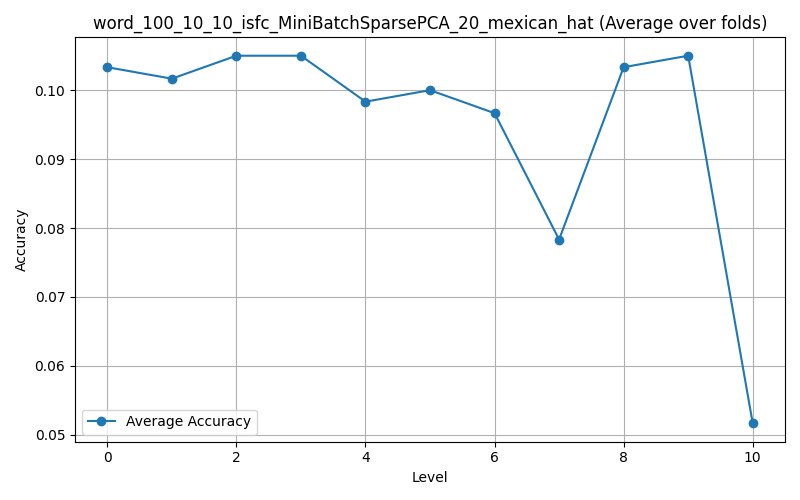 word_100_10_10_isfc_MiniBatchSparsePCA_20_mexican_hat (Average over folds)
Accuracy
0.10
0.09
0.08
0.07
0.06
0.05
Average Accuracy
0 2 4 6 8 10
Level